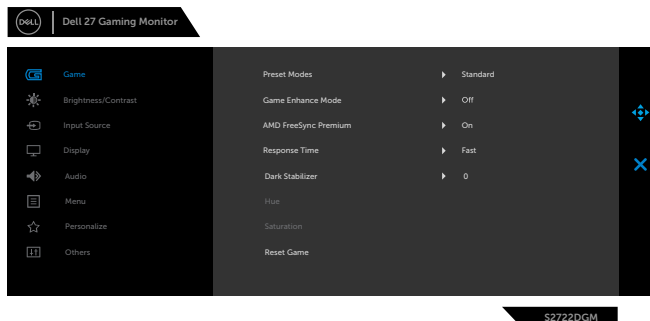 DELL
Dell 27 Gaming Monitor
Game
Preset Modes
Standard
Brightness/Contrast
Game Enhance Mode
Off
Input Source
AMD FreeSync Premium
On
Display
Response Time
Fast
Audio
Dark Stabilizer
0
Menu
Hue
Personalize
Saturation
Others
Reset Game
S2722DGM